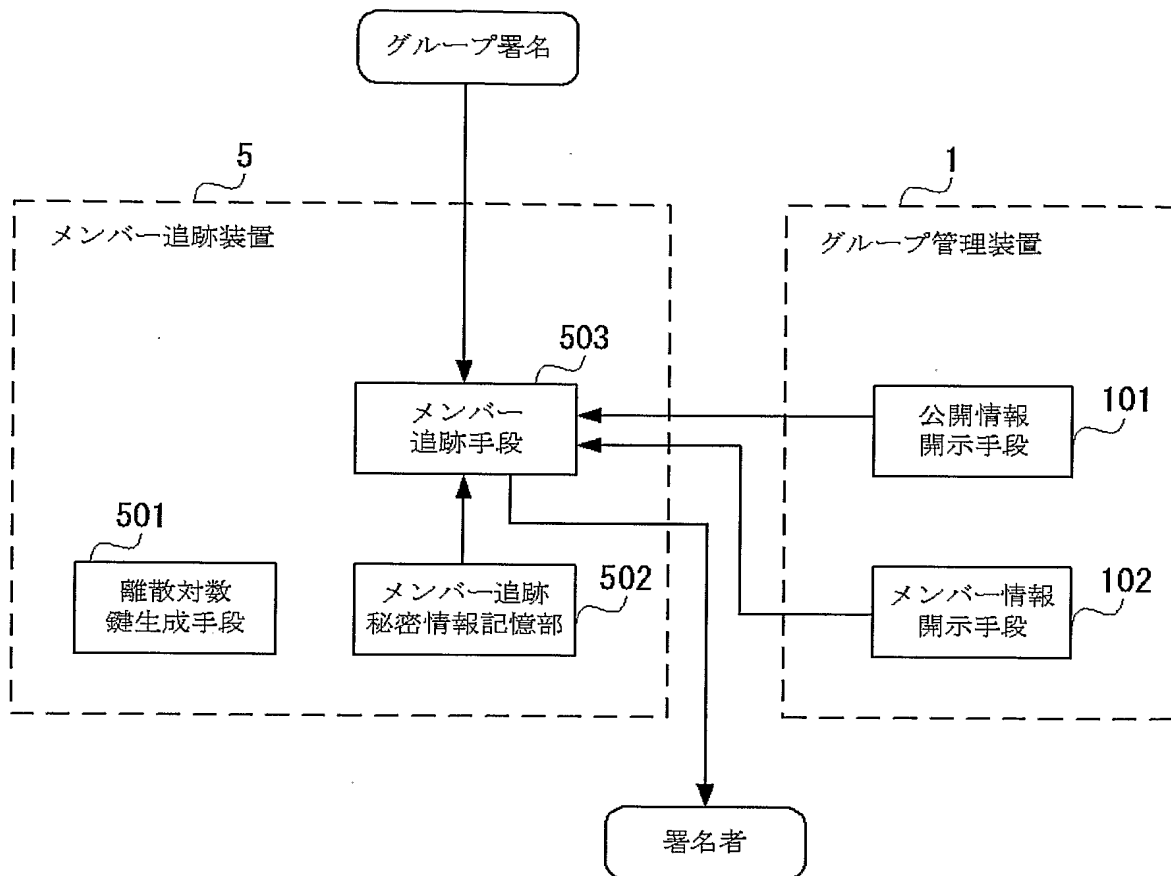 グループ署名
5
1
メンバー追跡装置
グループ管理装置
503
メンバー
追跡手段
公開情報
開示手段
101
501
離散対数
鍵生成手段
メンバー追跡
秘密情報記憶部
502
メンバー情報
開示手段
102
署名者